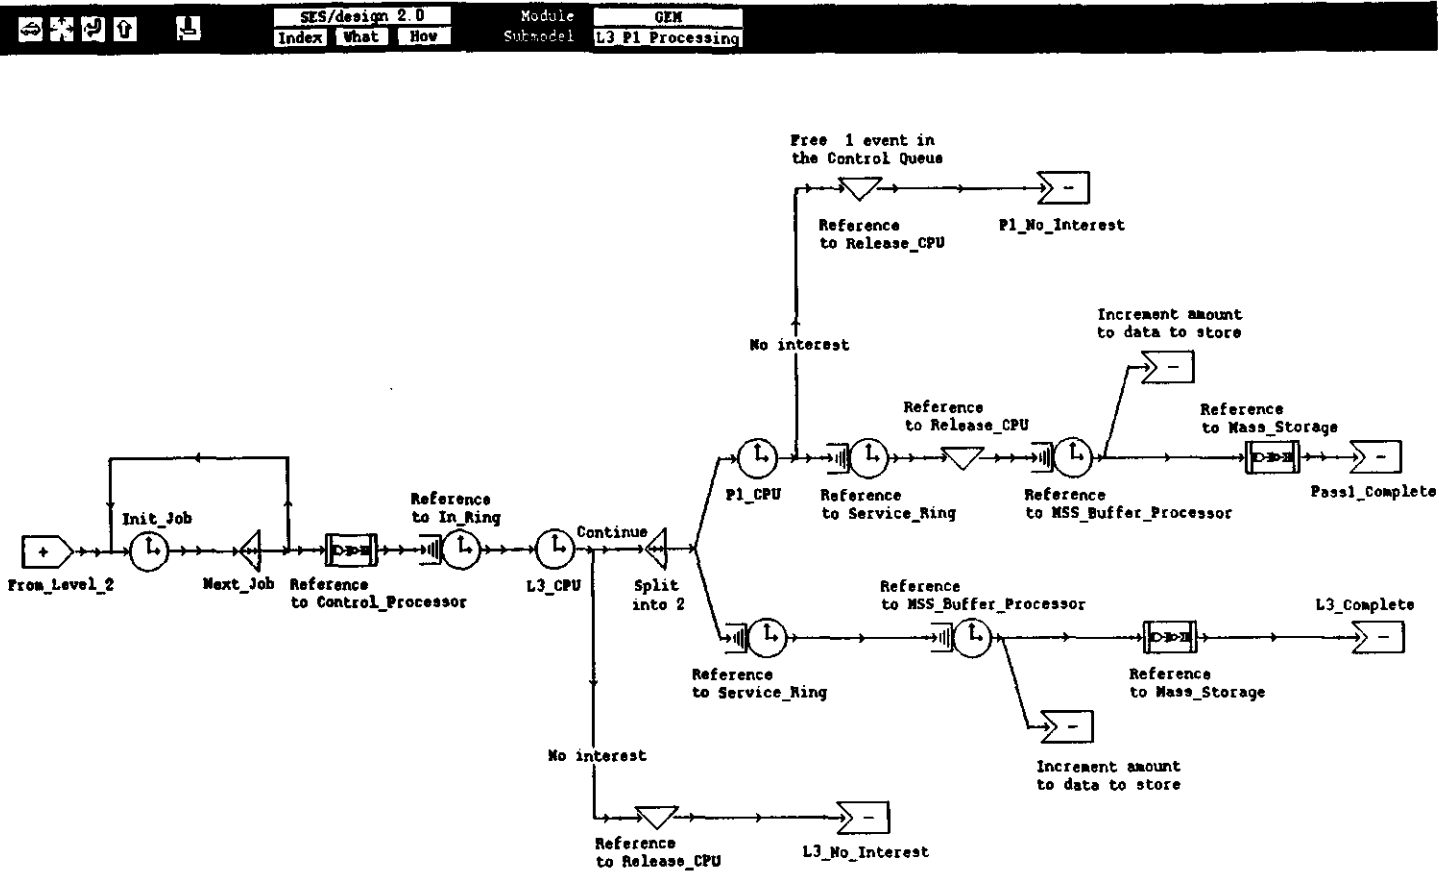 SES/design 2.0
Index What How
Module GEM
Submodel L3 P1 Processing
Free 1 event in
the Control Queue
Reference
to Release_CPU
P1_No_Interest
No interest
Increment amount
to data to store
Reference
to Release_CPU
Reference
to Mass_Storage
P1_CPU
Reference
to Service_Ring
Reference
to MSS_Buffer_Processor
Pass1_Complete
Init_Job
Reference
to In_Ring
Continue
From_Level_2
Next_Job
Reference
to Control_Processor
L3_CPU
Split
into 2
Reference
to MSS_Buffer_Processor
L3_Complete
Reference
to Service_Ring
Reference
to Mass_Storage
No interest
Increment amount
to data to store
Reference
to Release_CPU
L3_No_Interest